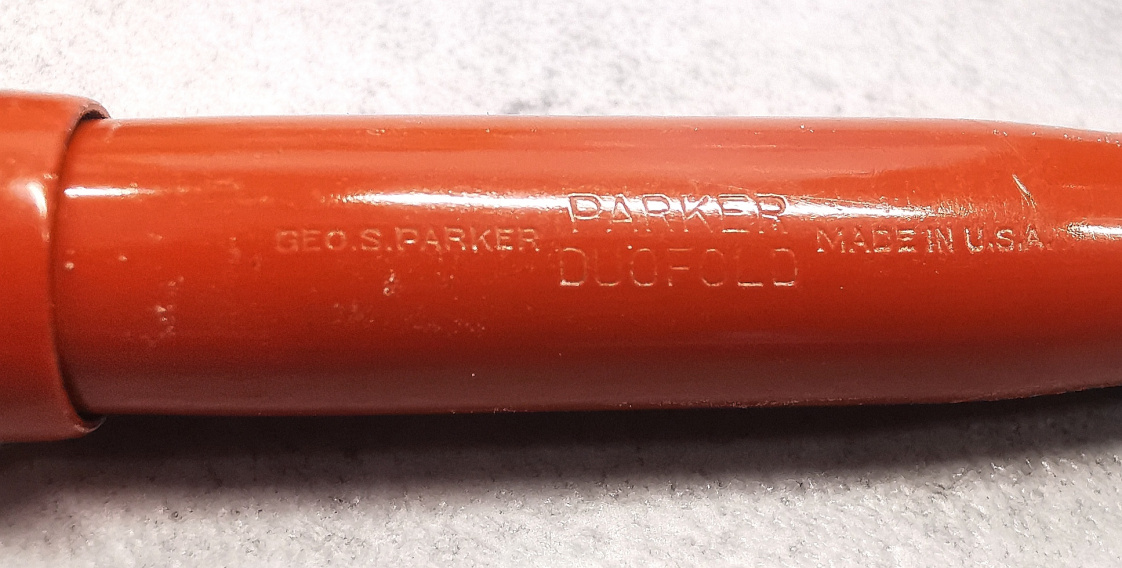 GEO.S.PARKER
PARKER
DUOFOLD
MADE IN U.S.A.